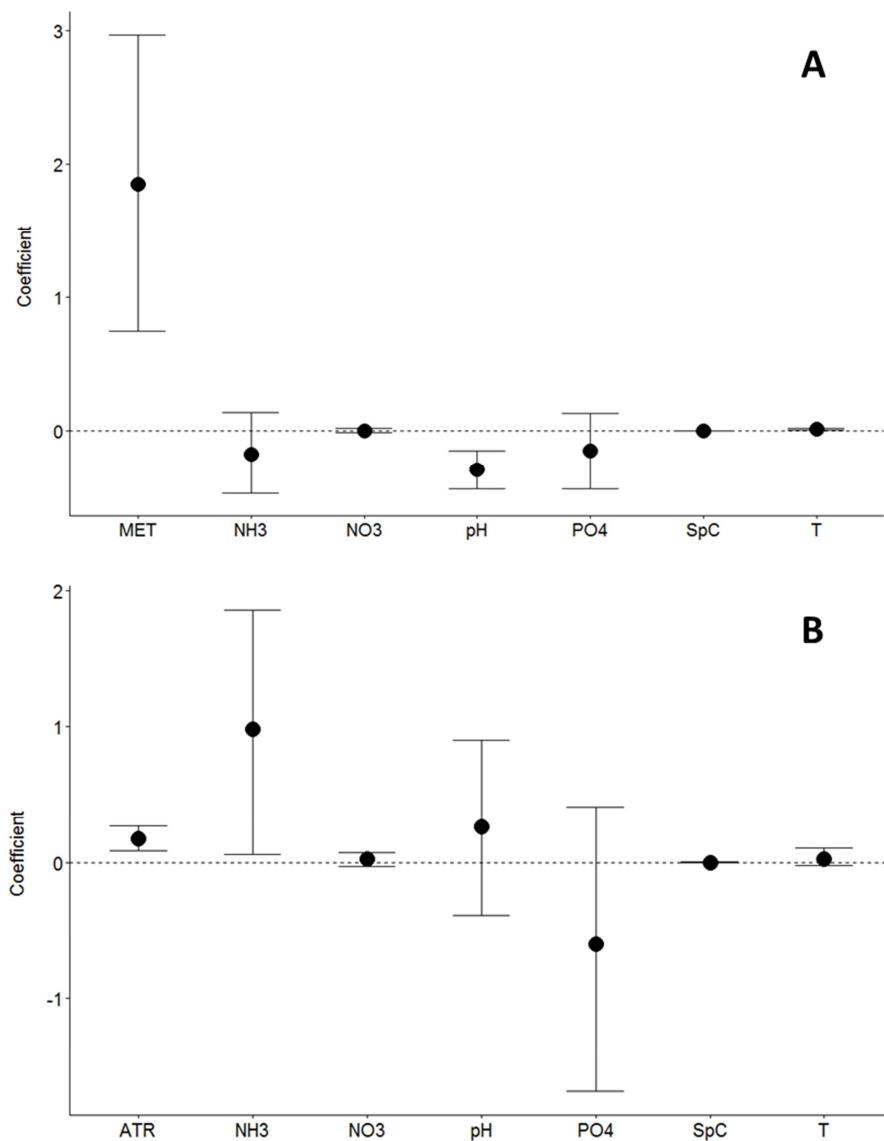 A
3
2
1
0
Coefficient
MET NH3 NO3 pH PO4 SpC T
B
2
1
0
-1
Coefficient
ATR NH3 NO3 pH PO4 SpC T